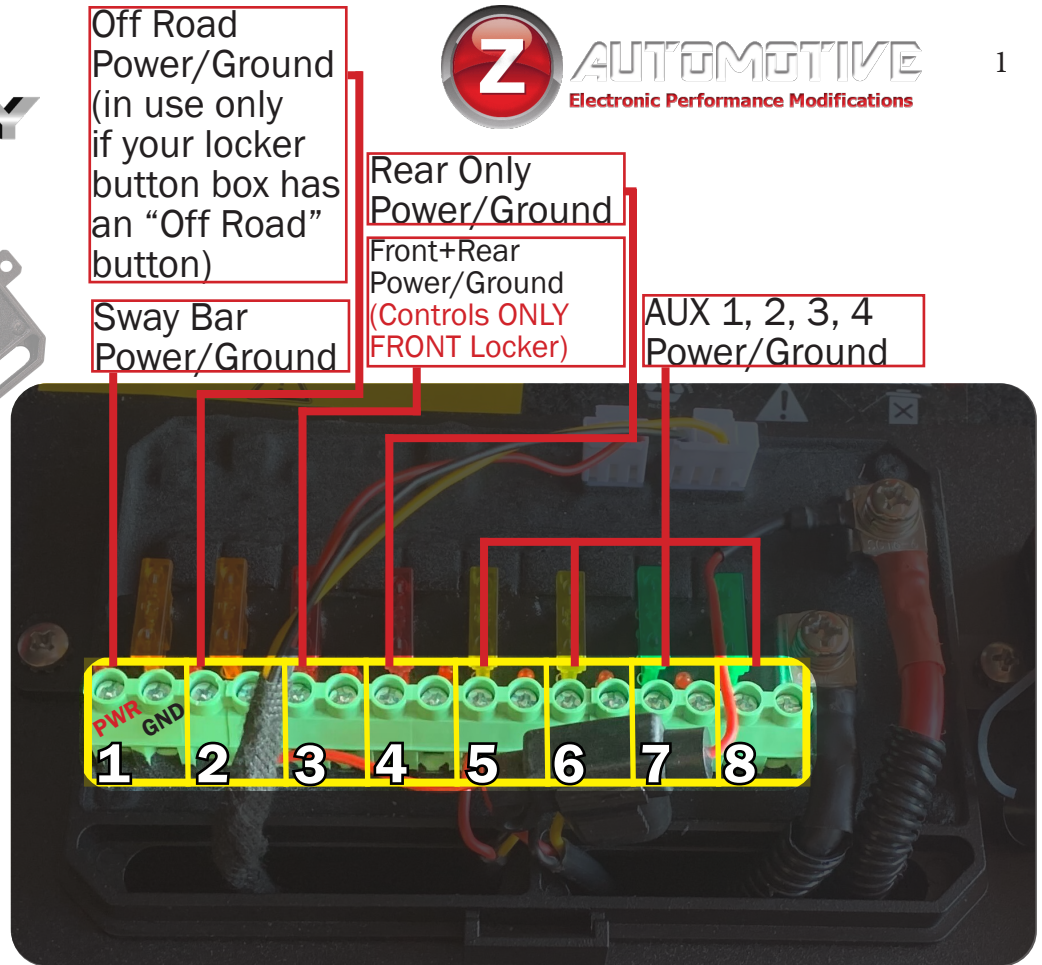 Off Road
Power/Ground
(in use only
if your locker
button box has
an “Off Road”
button)
Z AUTOMOTIVE
Electronic Performance Modifications
1
Rear Only
Power/Ground
Front+Rear
Power/Ground
(Controls ONLY
FRONT Locker)
Sway Bar
Power/Ground
AUX 1, 2, 3, 4
Power/Ground
PWR GND
1 2 3 4 5 6 7 8